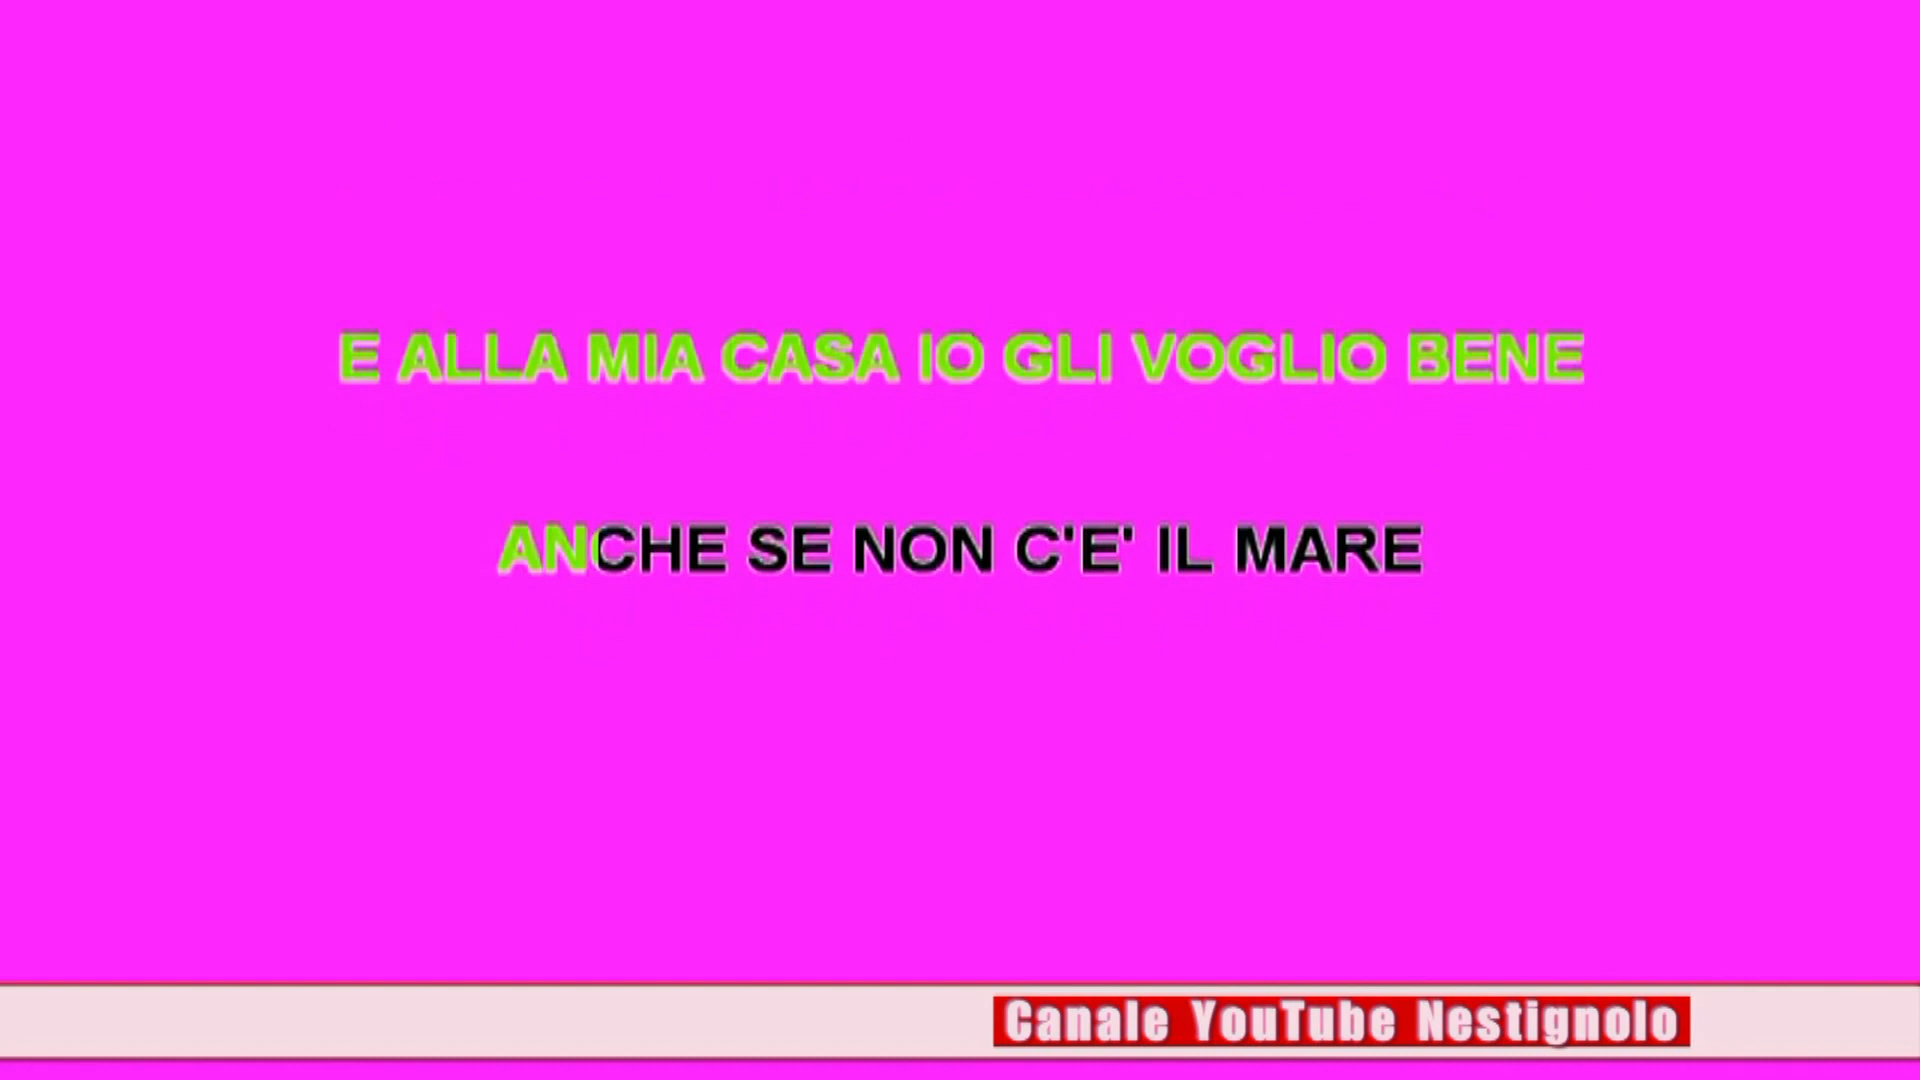 E ALLA MIA CASA IO GLI VOGLIO BENE
ANCHE SE NON C'E' IL MARE
Canale YouTube Nestignolo